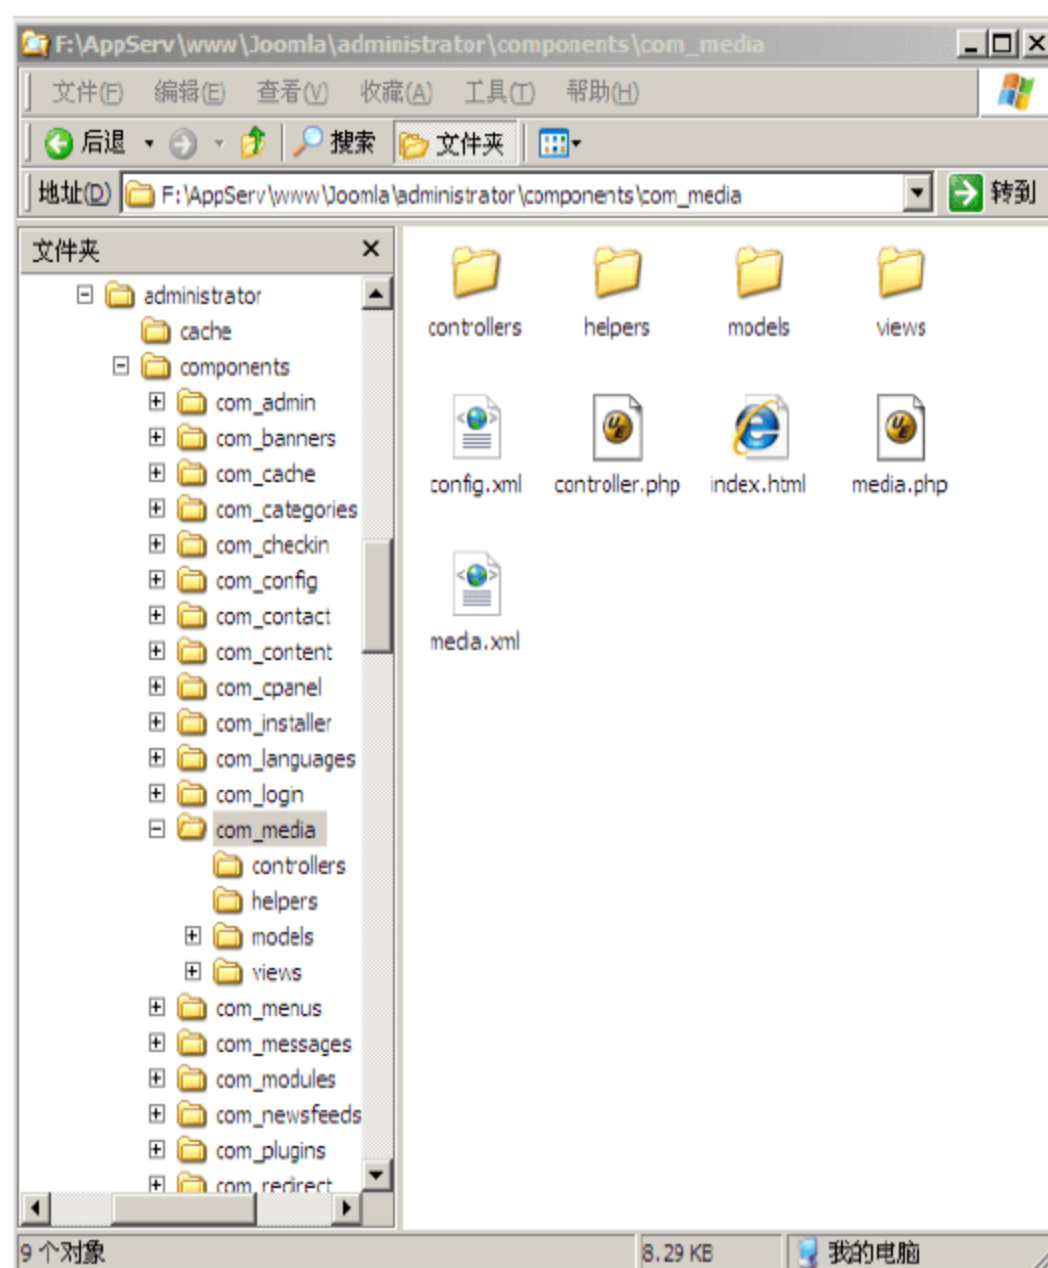 F:\AppServ\www\Joomla\administrator\components\com_media
文件(F) 编辑(E) 查看(V) 收藏(A) 工具(T) 帮助(H)
后退 搜索 文件夹
地址(D) F:\AppServ\www\Joomla\administrator\components\com_media 转到
文件夹
administrator
cache
components
com_admin
com_banners
com_cache
com_categories
com_checkin
com_config
com_contact
com_content
com_cpanel
com_installer
com_languages
com_login
com_media
controllers
helpers
models
views
com_menus
com_messages
com_modules
com_newsfeeds
com_plugins
com_redirect
controllers helpers models views
config.xml controller.php index.html media.php
media.xml
9 个对象 8.29 KB 我的电脑